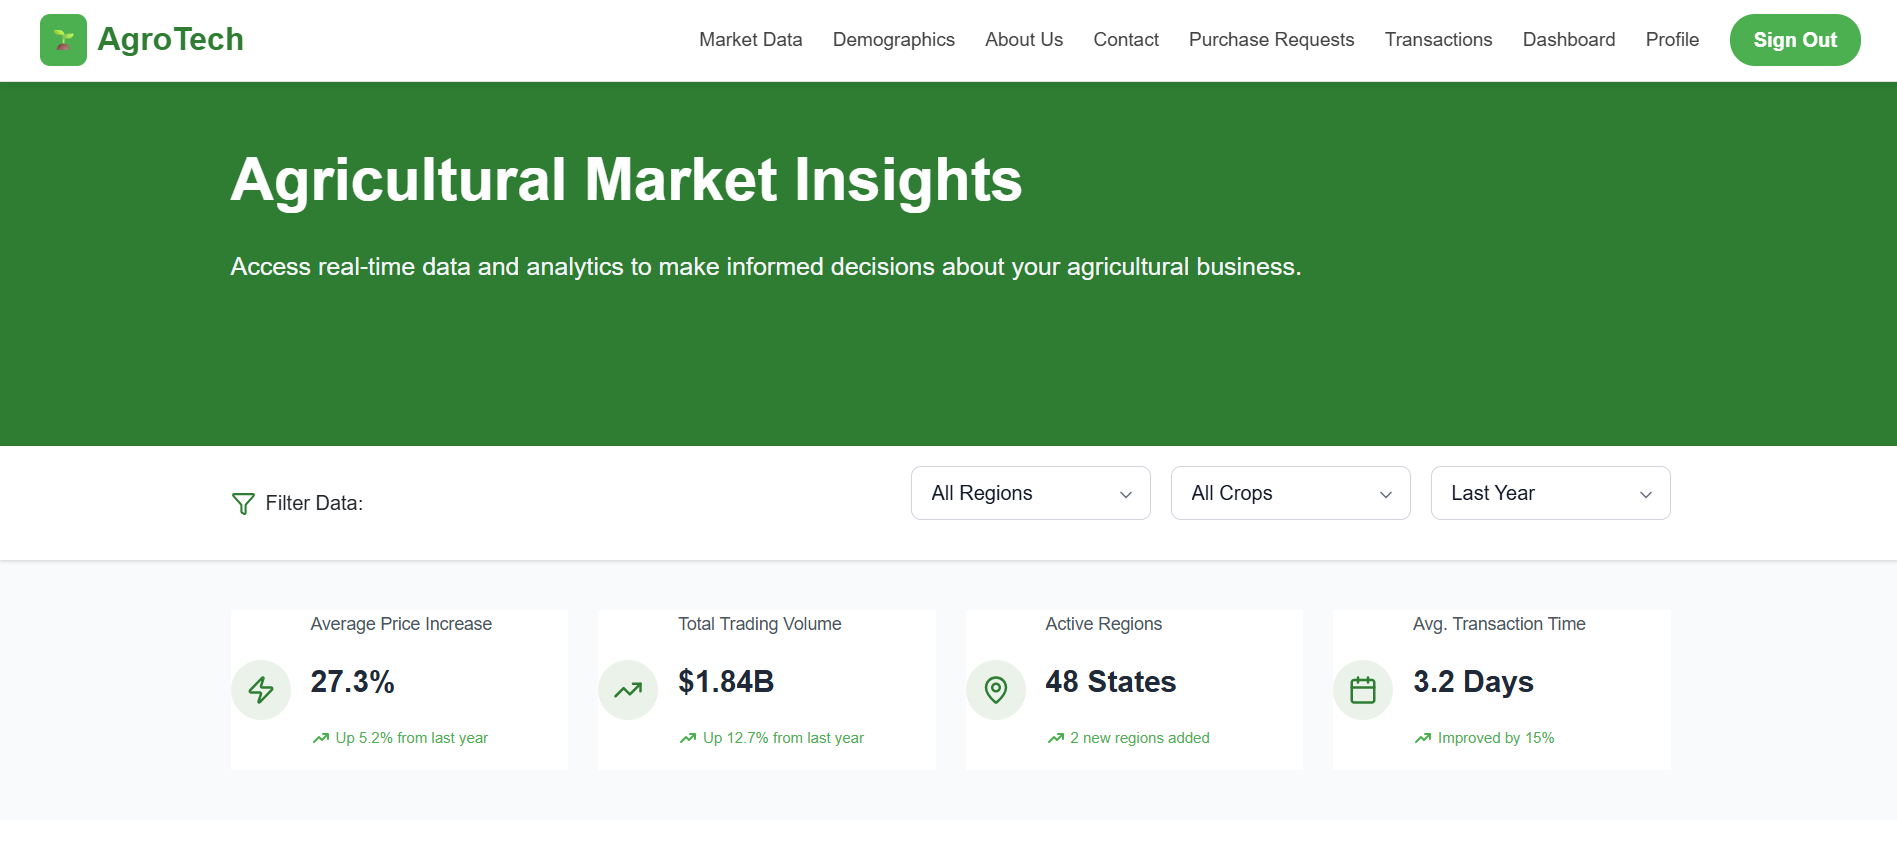 AgroTech
Market Data Demographics About Us Contact Purchase Requests Transactions Dashboard Profile Sign Out
Agricultural Market Insights
Access real-time data and analytics to make informed decisions about your agricultural business.
Filter Data:
All Regions
All Crops
Last Year
Average Price Increase
27.3%
Up 5.2% from last year
Total Trading Volume
$1.84B
Up 12.7% from last year
Active Regions
48 States
2 new regions added
Avg. Transaction Time
3.2 Days
Improved by 15%